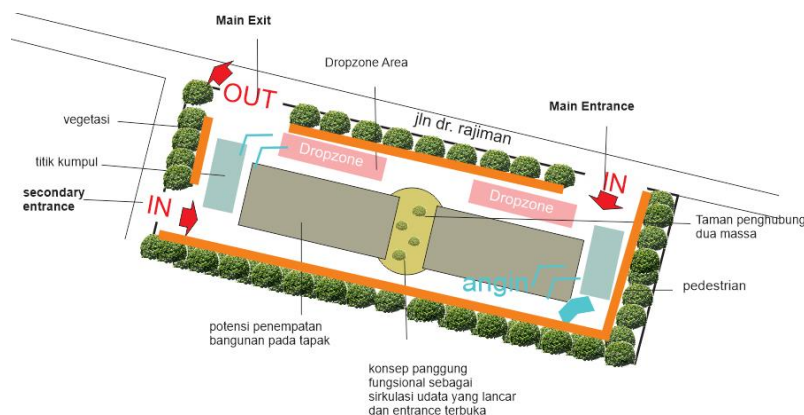 Main Exit
Dropzone Area
OUT
Main Entrance
jln dr. rajiman
vegetasi
titik kumpul
Dropzone
IN
secondary
entrance
IN
Dropzone
Taman penghubung
dua massa
angin
pedestrian
potensi penempatan
bangunan pada tapak
konsep panggung
fungsional sebagai
sirkulasi udata yang lancar
dan entrance terbuka